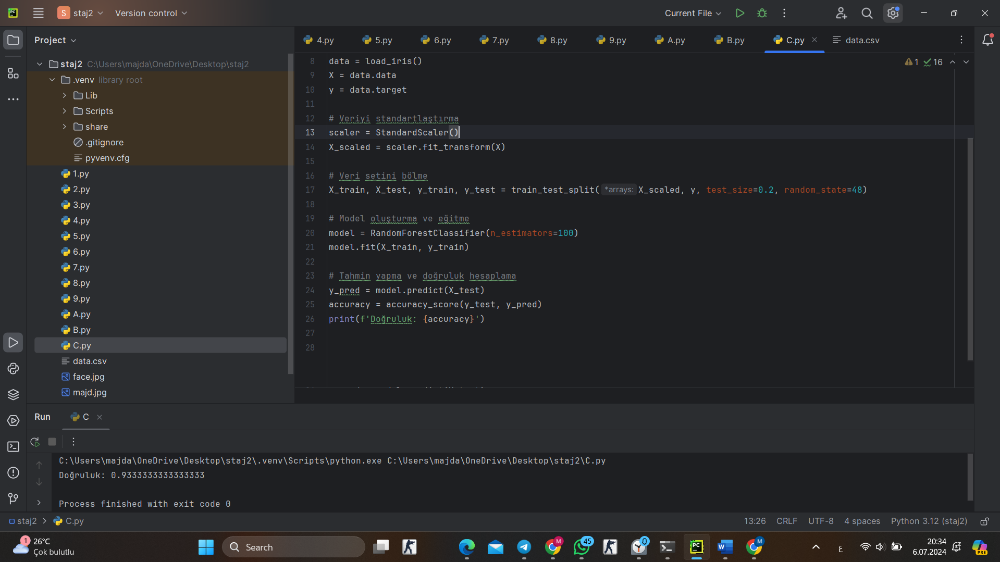 PC
S staj2 Version control Current File
Project
4.py 5.py 6.py 7.py 8.py 9.py A.py B.py C.py data.csv
staj2 C:\Users\majda\OneDrive\Desktop\staj2
.venv library root
Lib
Scripts
share
.gitignore
pyvenv.cfg
1.py
2.py
3.py
4.py
5.py
6.py
7.py
8.py
9.py
A.py
B.py
C.py
data.csv
face.jpg
majd.jpg
1 16
8 data = load_iris()
9 X = data.data
10 y = data.target
11
12 # Veriyi standartlaştırma
13 scaler = StandardScaler()
14 X_scaled = scaler.fit_transform(X)
15
16 # Veri setini bölme
17 X_train, X_test, y_train, y_test = train_test_split( *arrays: X_scaled, y, test_size=0.2, random_state=48)
18
19 # Model oluşturma ve eğitme
20 model = RandomForestClassifier(n_estimators=100)
21 model.fit(X_train, y_train)
22
23 # Tahmin yapma ve doğruluk hesaplama
24 y_pred = model.predict(X_test)
25 accuracy = accuracy_score(y_test, y_pred)
26 print(f'Doğruluk: {accuracy}')
27
28
Run C
C:\Users\majda\OneDrive\Desktop\staj2\.venv\Scripts\python.exe C:\Users\majda\OneDrive\Desktop\staj2\C.py
Doğruluk: 0.9333333333333333
Process finished with exit code 0
staj2 C.py 13:26 CRLF UTF-8 4 spaces Python 3.12 (staj2)
1 26°C
Çok bulutlu
Search
M 45 PC W M
ع
20:34
6.07.2024
PRE